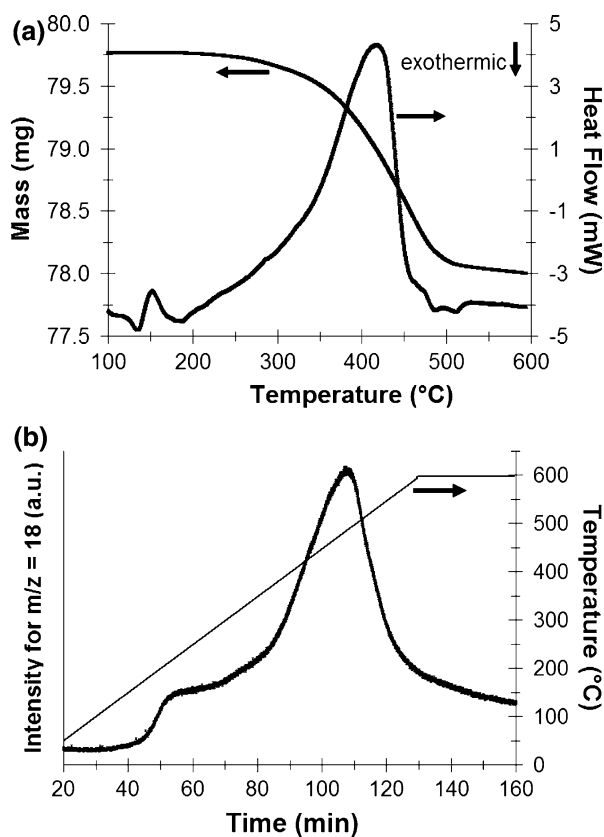 (a)
80.0
79.5
79.0
78.5
78.0
77.5
Mass (mg)
5
3
1
-1
-3
-5
Heat Flow (mW)
exothermic
100 200 300 400 500 600
Temperature (°C)
(b)
Intensity for m/z = 18 (a.u.)
600
500
400
300
200
100
0
Temperature (°C)
20 40 60 80 100 120 140 160
Time (min)